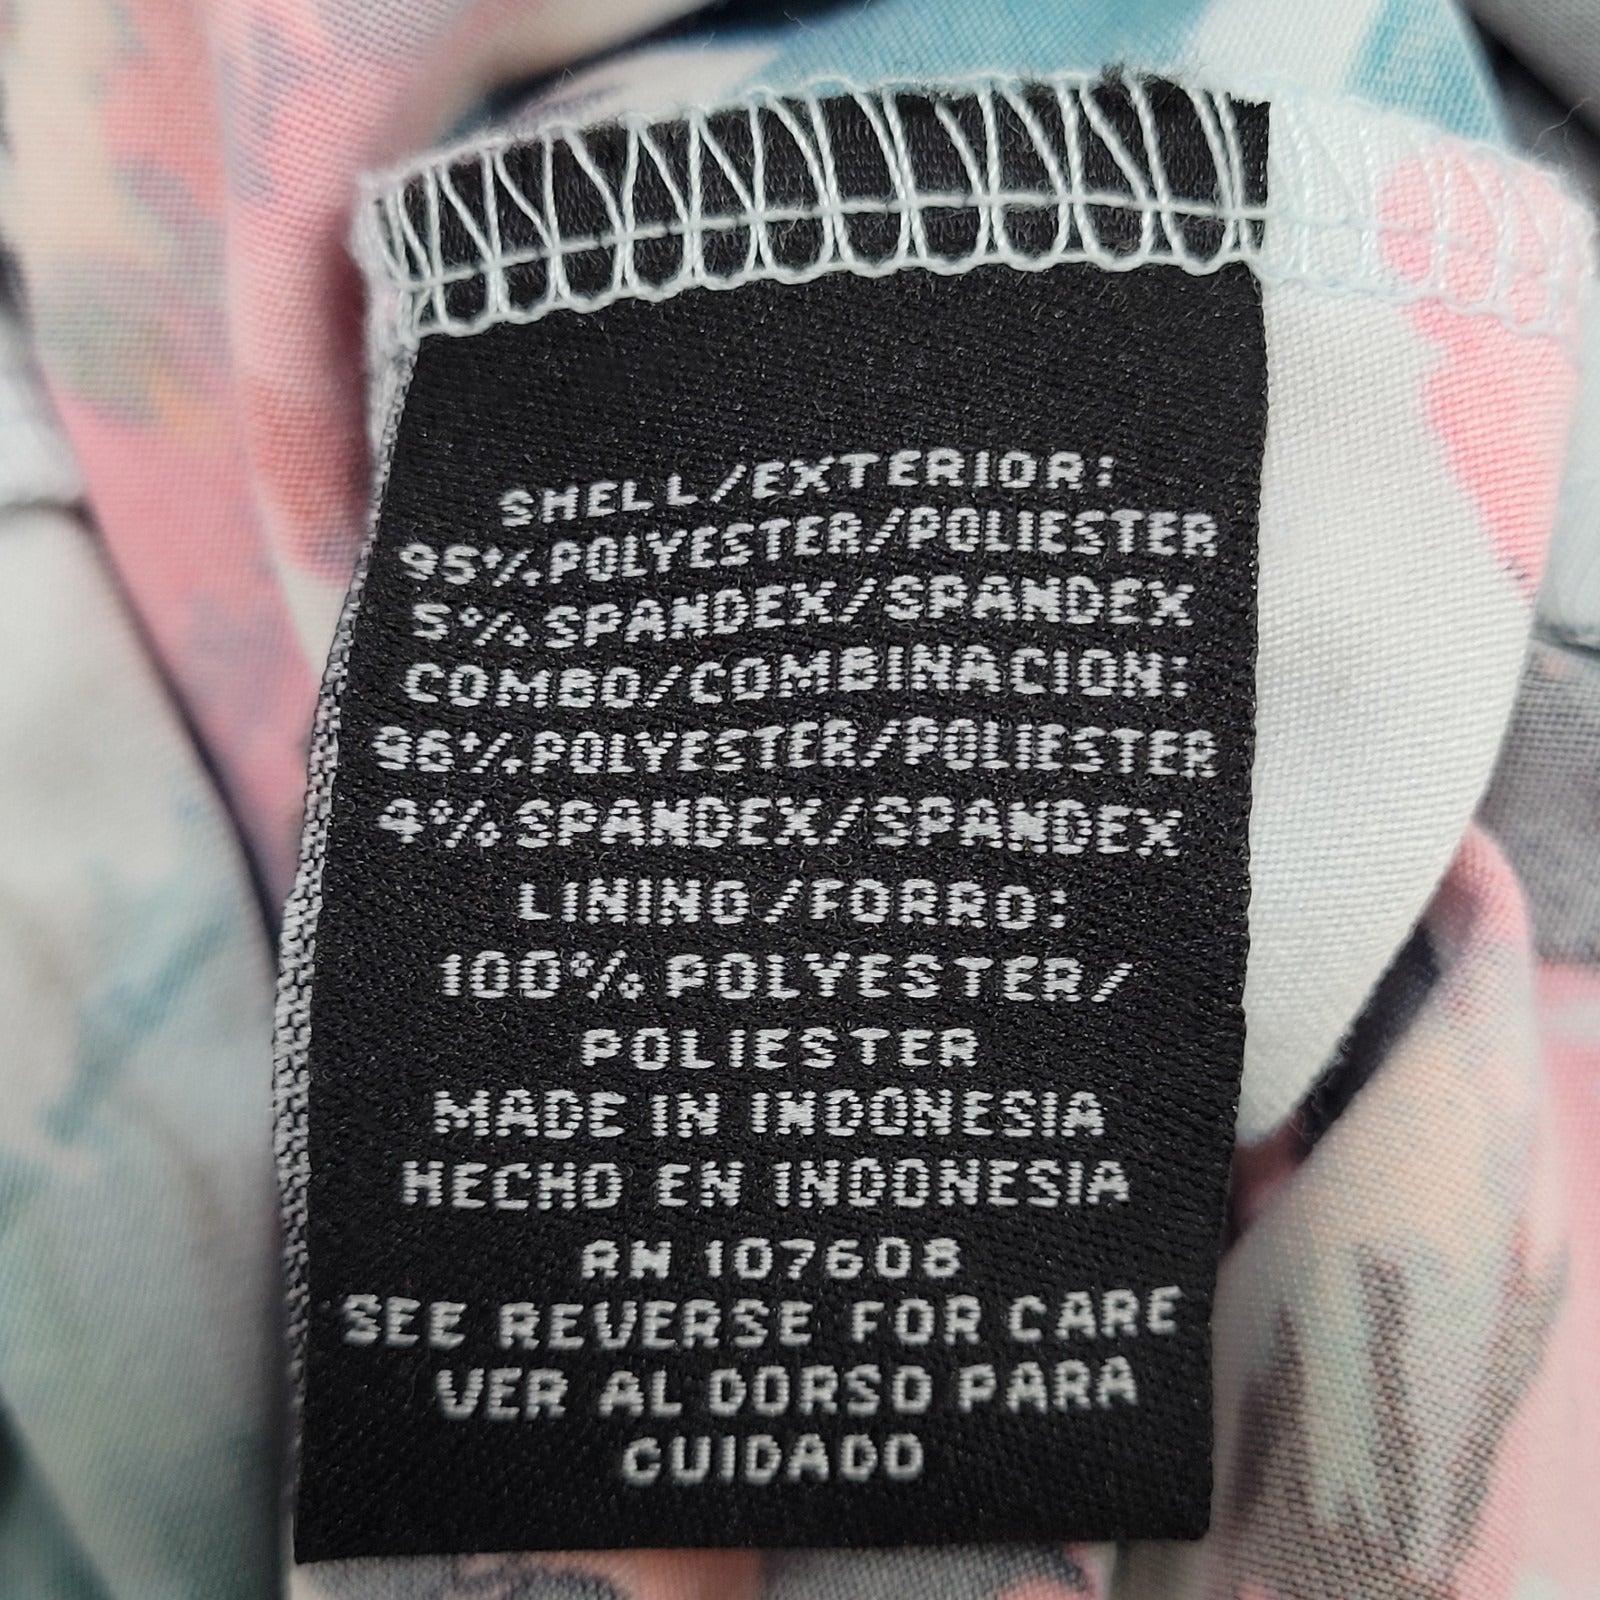 SHELL/EXTERIOR:
95%POLYESTER/POLIESTER
5%SPANDEX/SPANDEX
COMBO/COMBINACION:
96%POLYESTER/POLIESTER
4%SPANDEX/SPANDEX
LINING/FORRO:
100%POLYESTER/
POLIESTER
MADE IN INDONESIA
HECHO EN INDONESIA
RN 107608
SEE REVERSE FOR CARE
VER AL DORSO PARA
CUIDADO